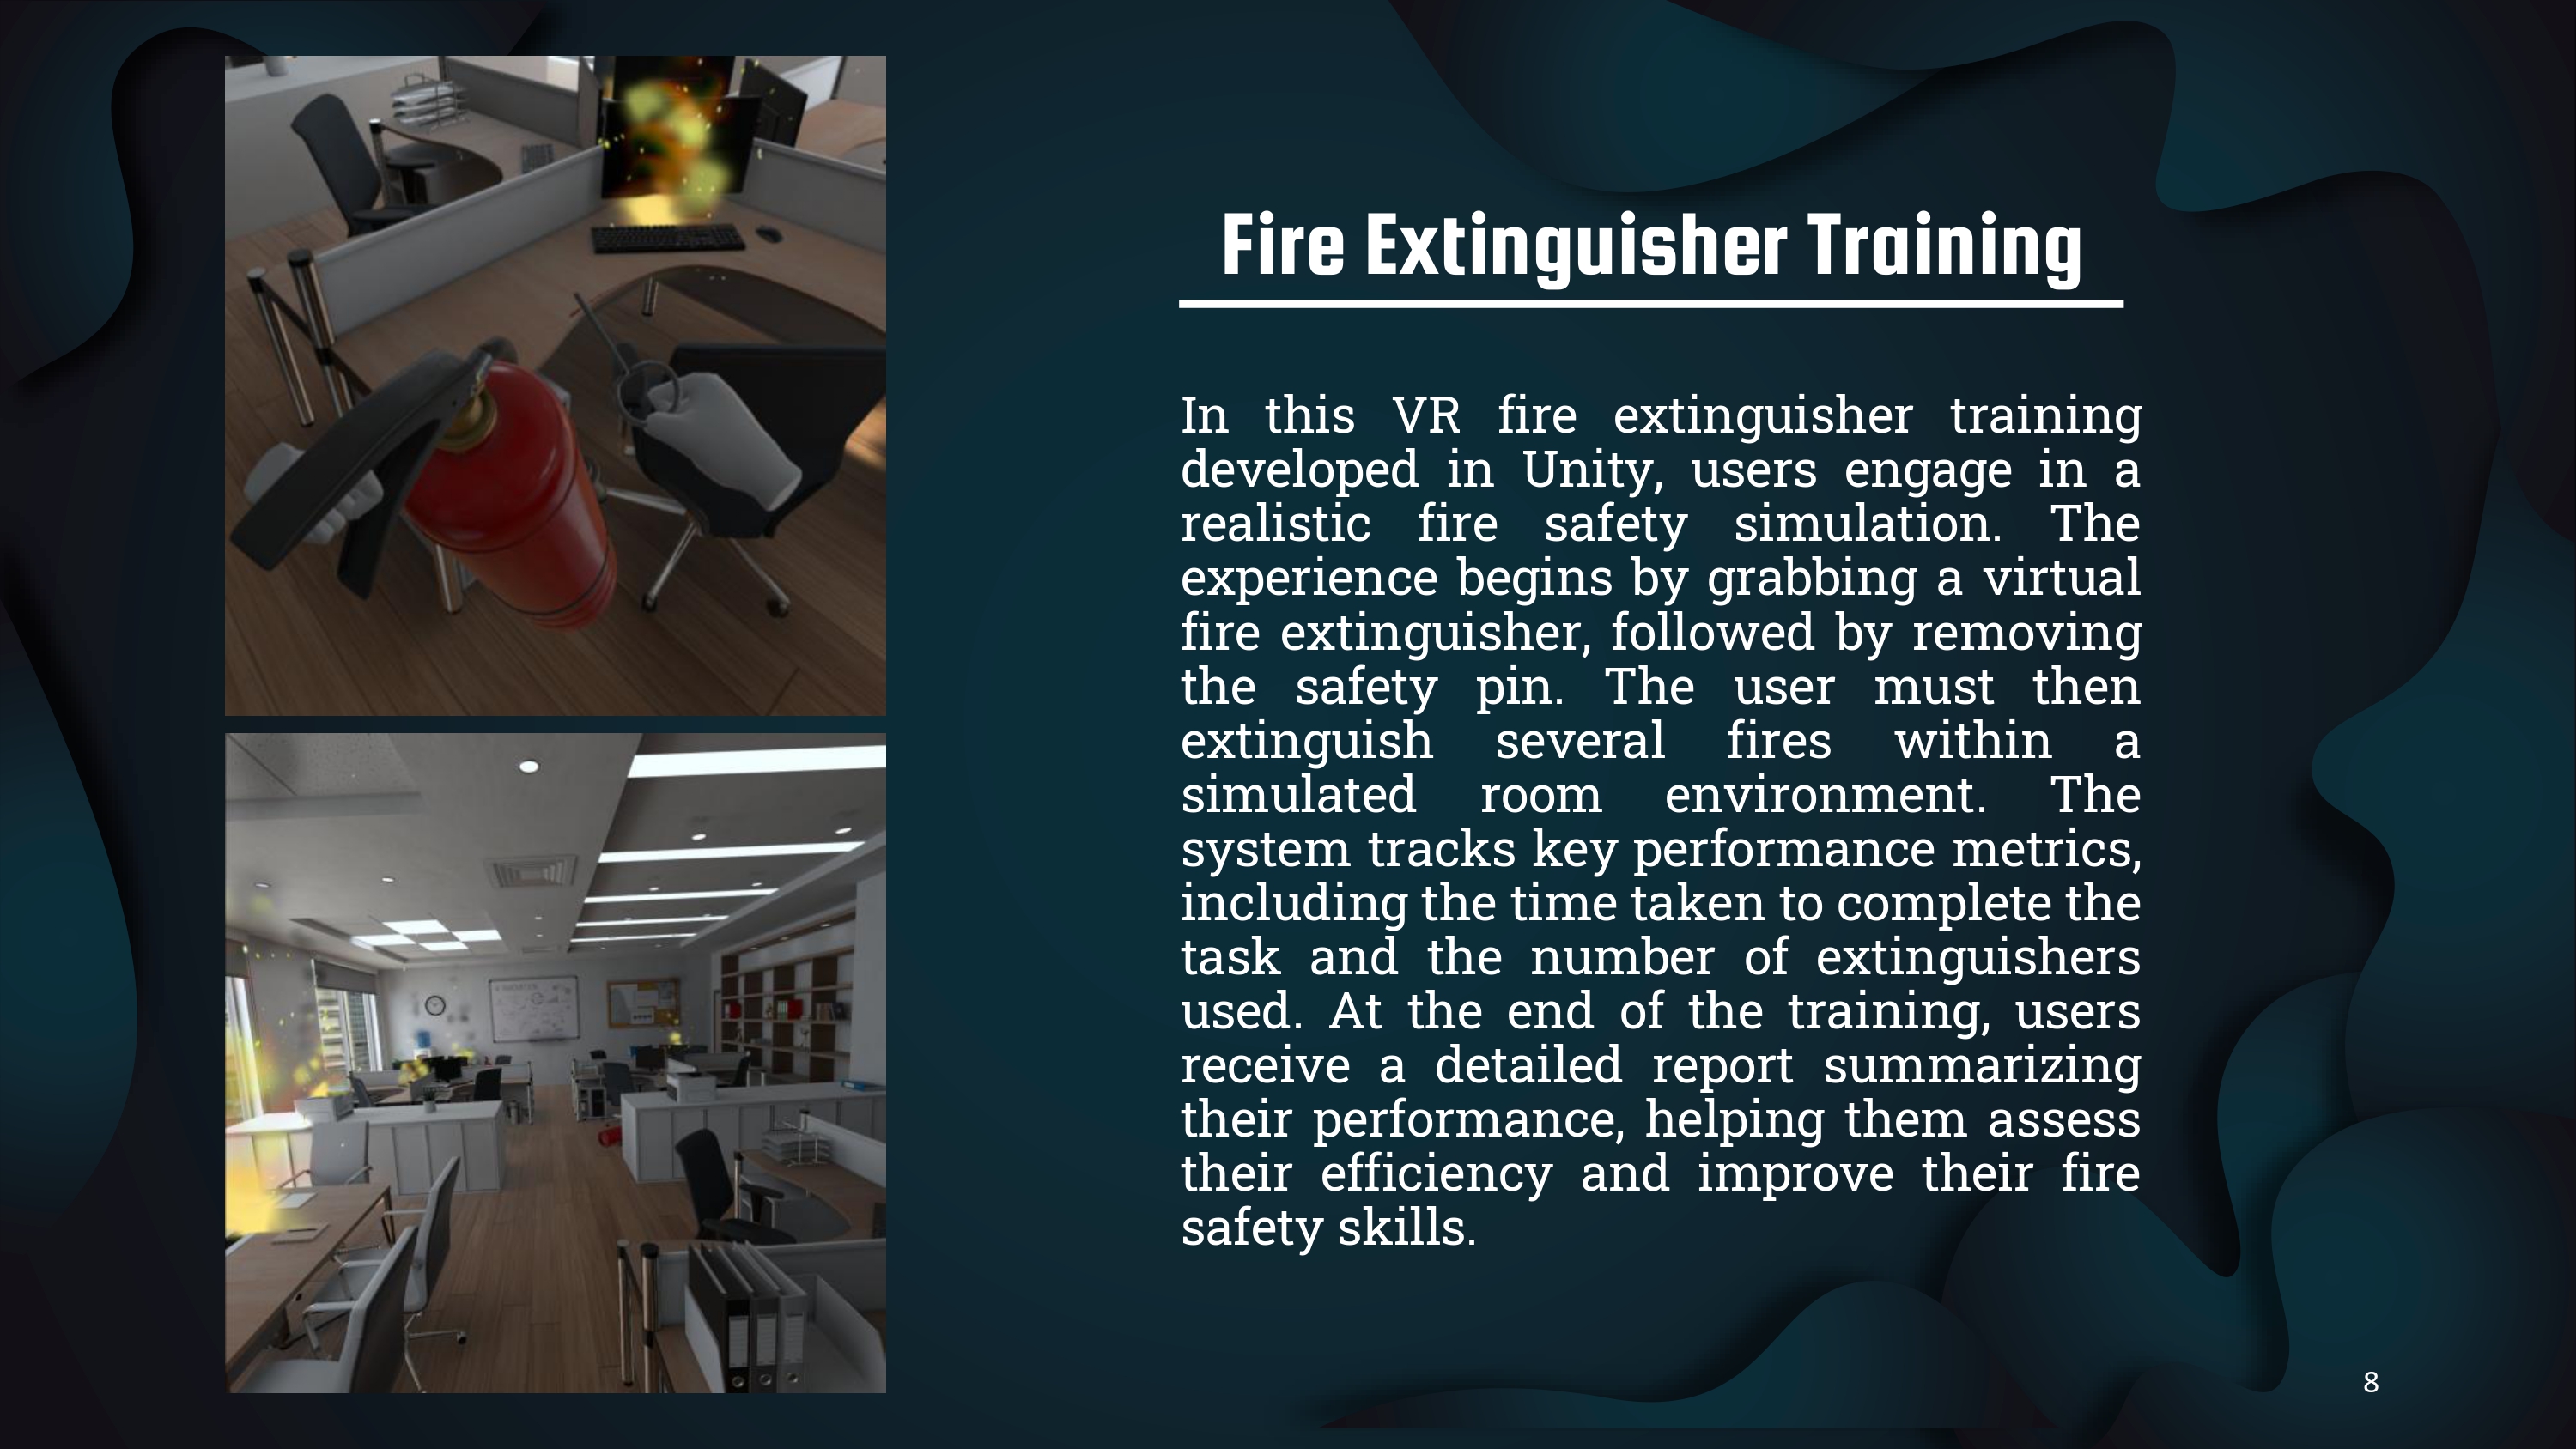 Fire Extinguisher Training
In this VR fire extinguisher training
developed in Unity, users engage in a
realistic fire safety simulation. The
experience begins by grabbing a virtual
fire extinguisher, followed by removing
the safety pin. The user must then
extinguish several fires within a
simulated room environment. The
system tracks key performance metrics,
including the time taken to complete the
task and the number of extinguishers
used. At the end of the training, users
receive a detailed report summarizing
their performance, helping them assess
their efficiency and improve their fire
safety skills.
8